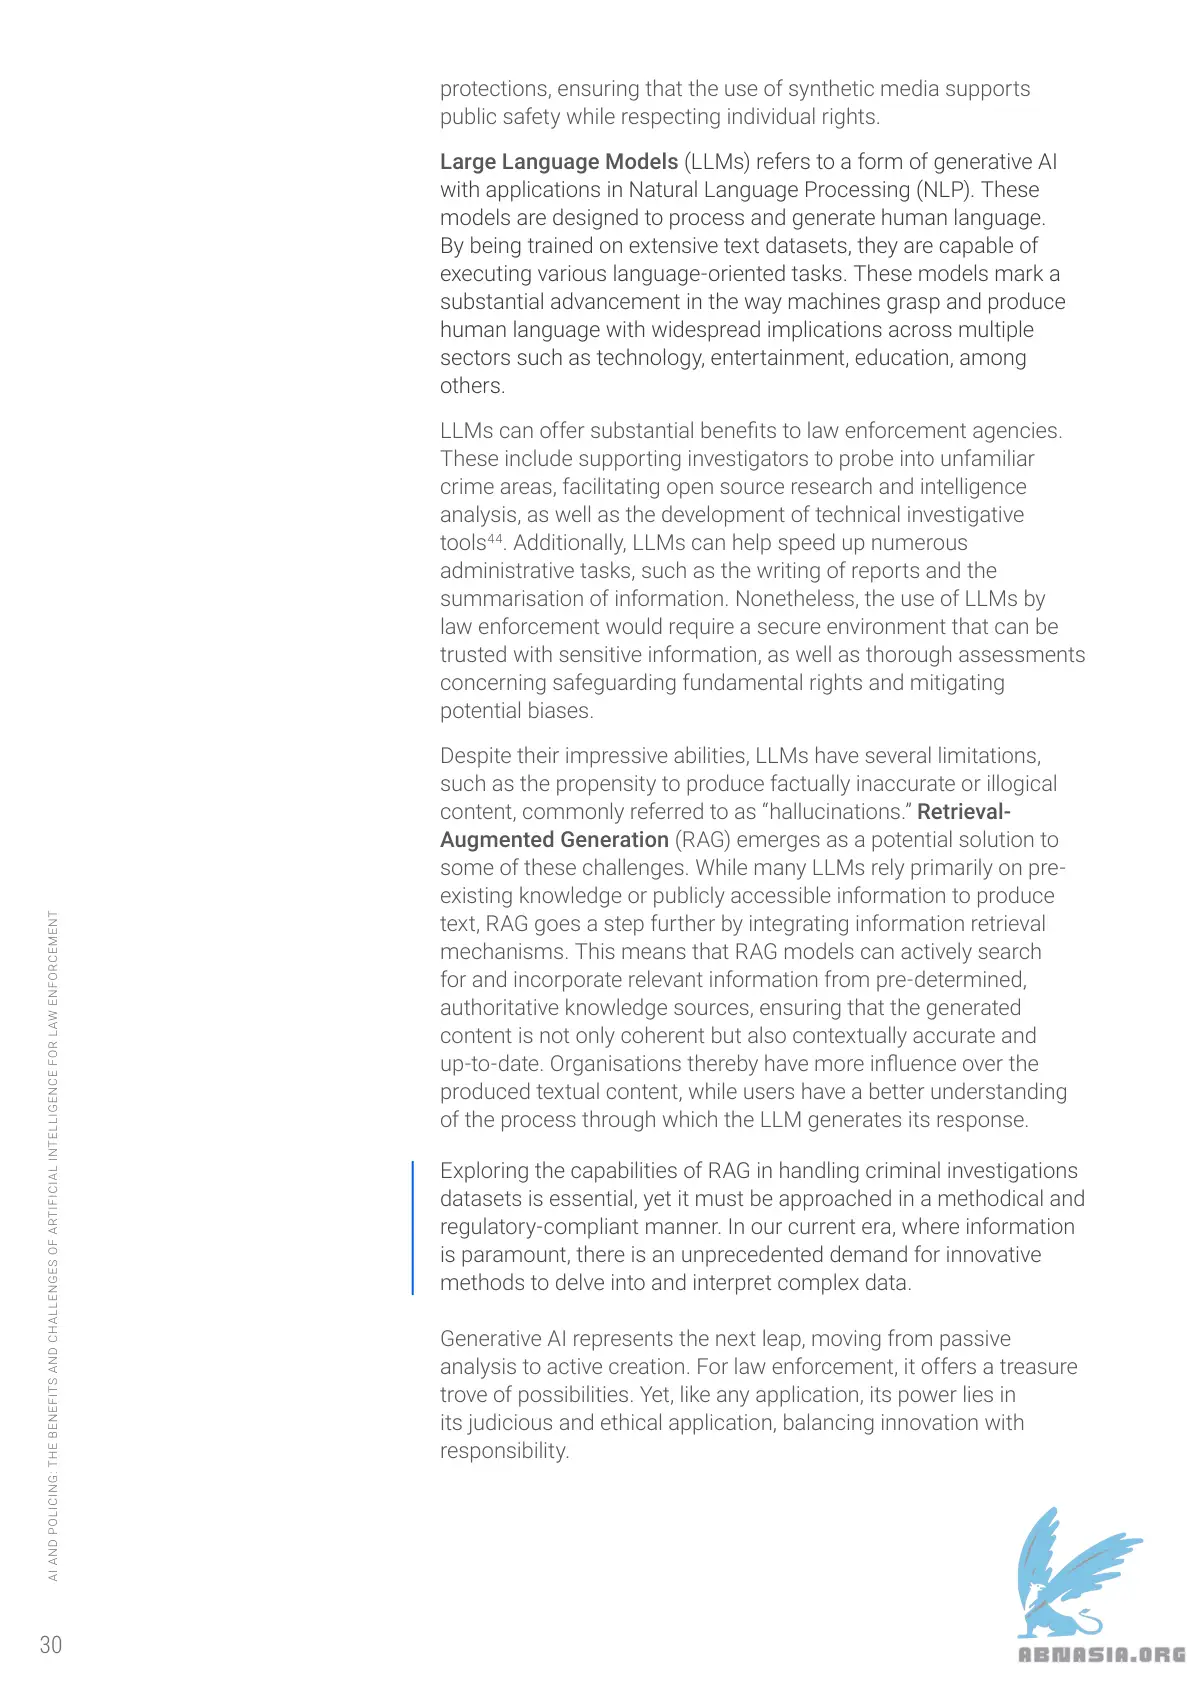 protections, ensuring that the use of synthetic media supports
public safety while respecting individual rights.
Large Language Models (LLMs) refers to a form of generative AI
with applications in Natural Language Processing (NLP). These
models are designed to process and generate human language.
By being trained on extensive text datasets, they are capable of
executing various language-oriented tasks. These models mark a
substantial advancement in the way machines grasp and produce
human language with widespread implications across multiple
sectors such as technology, entertainment, education, among
others.
LLMs can offer substantial benefits to law enforcement agencies.
These include supporting investigators to probe into unfamiliar
crime areas, facilitating open source research and intelligence
analysis, as well as the development of technical investigative
tools⁴⁴. Additionally, LLMs can help speed up numerous
administrative tasks, such as the writing of reports and the
summarisation of information. Nonetheless, the use of LLMs by
law enforcement would require a secure environment that can be
trusted with sensitive information, as well as thorough assessments
concerning safeguarding fundamental rights and mitigating
potential biases.
Despite their impressive abilities, LLMs have several limitations,
such as the propensity to produce factually inaccurate or illogical
content, commonly referred to as “hallucinations.” Retrieval-
Augmented Generation (RAG) emerges as a potential solution to
some of these challenges. While many LLMs rely primarily on pre-
existing knowledge or publicly accessible information to produce
text, RAG goes a step further by integrating information retrieval
mechanisms. This means that RAG models can actively search
for and incorporate relevant information from pre-determined,
authoritative knowledge sources, ensuring that the generated
content is not only coherent but also contextually accurate and
up-to-date. Organisations thereby have more influence over the
produced textual content, while users have a better understanding
of the process through which the LLM generates its response.
Exploring the capabilities of RAG in handling criminal investigations
datasets is essential, yet it must be approached in a methodical and
regulatory-compliant manner. In our current era, where information
is paramount, there is an unprecedented demand for innovative
methods to delve into and interpret complex data.
Generative AI represents the next leap, moving from passive
analysis to active creation. For law enforcement, it offers a treasure
trove of possibilities. Yet, like any application, its power lies in
its judicious and ethical application, balancing innovation with
responsibility.
AI AND POLICING: THE BENEFITS AND CHALLENGES OF ARTIFICIAL INTELLIGENCE FOR LAW ENFORCEMENT
30
ABNASIA.ORG